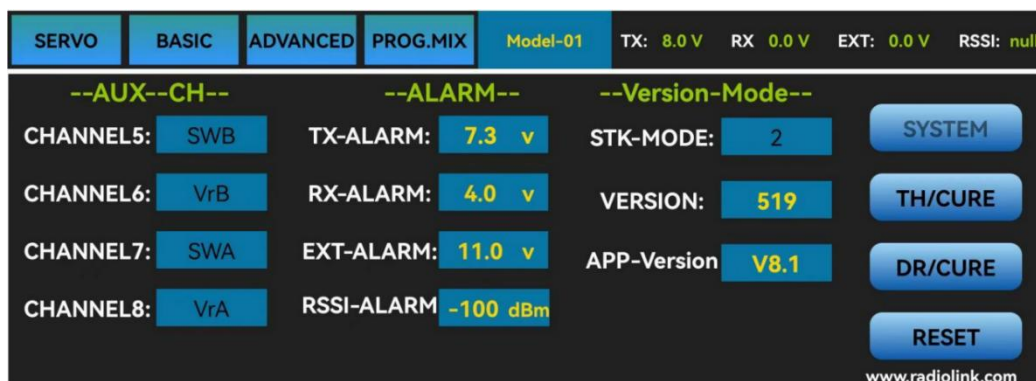 SERVO BASIC ADVANCED PROG.MIX Model-01 TX: 8.0 V RX 0.0 V EXT: 0.0 V RSSI: null
--AUX--CH-- --ALARM-- --Version-Mode--
CHANNEL5: SWB TX-ALARM: 7.3 v STK-MODE: 2 SYSTEM
CHANNEL6: VrB RX-ALARM: 4.0 v VERSION: 519 TH/CURE
CHANNEL7: SWA EXT-ALARM: 11.0 v APP-Version V8.1 DR/CURE
CHANNEL8: VrA RSSI-ALARM -100 dBm RESET
www.radiolink.com